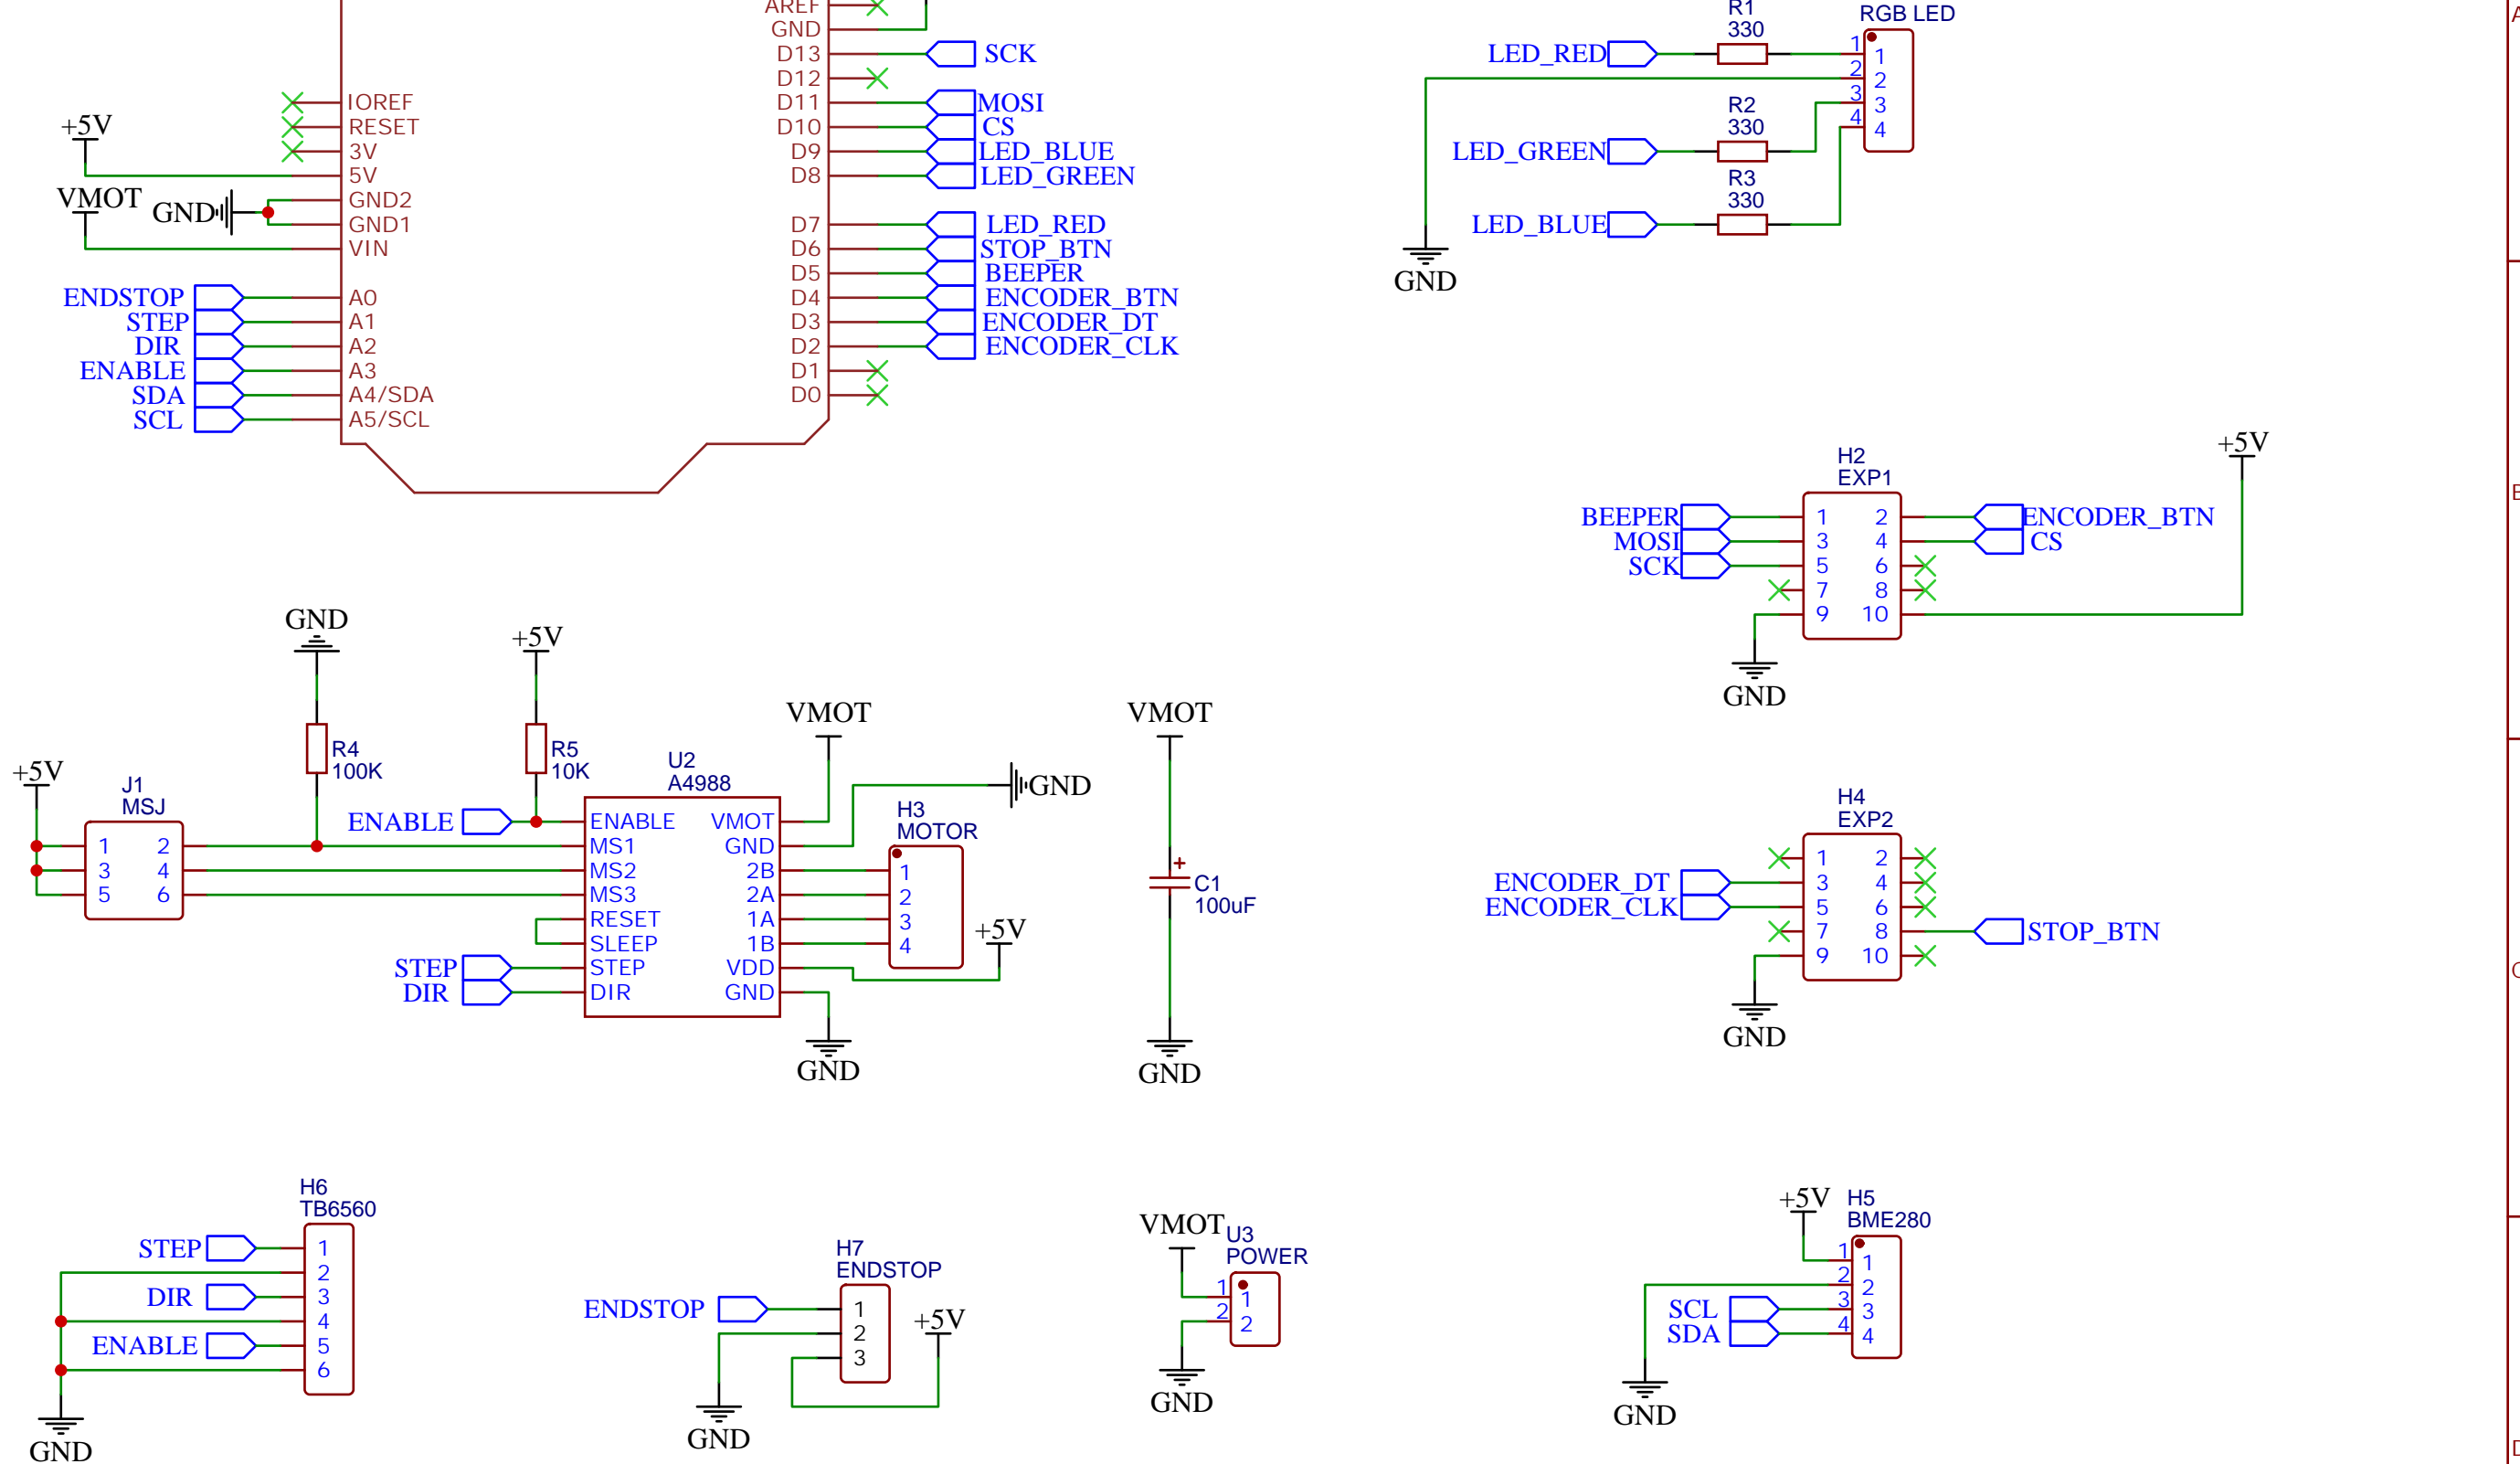 AREF
GND
D13 SCK
D12
D11 MOSI
D10 CS
D9 LED_BLUE
D8 LED_GREEN
D7 LED_RED
D6 STOP_BTN
D5 BEEPER
D4 ENCODER_BTN
D3 ENCODER_DT
D2 ENCODER_CLK
D1
D0
IOREF
RESET
3V
+5V
5V
VMOT
GND
GND2
GND1
VIN
ENDSTOP A0
STEP A1
DIR A2
ENABLE A3
SDA A4/SDA
SCL A5/SCL
R1
330
RGB LED
LED_RED
1 1
2 2
3 3
4 4
R2
330
LED_GREEN
R3
330
LED_BLUE
GND
H2
EXP1
+5V
BEEPER 1 2 ENCODER_BTN
MOSI 3 4 CS
SCK 5 6
7 8
9 10
GND
GND
R4
100K
+5V
R5
10K
+5V
J1
MSJ
1 2
3 4
5 6
U2
A4988
VMOT
GND
ENABLE ENABLE VMOT
MS1 GND
MS2 2B
MS3 2A
RESET 1A
SLEEP 1B
STEP STEP VDD
DIR DIR GND
GND
H3
MOTOR
1
2
3
4
+5V
VMOT
+
C1
100uF
GND
H4
EXP2
1 2
ENCODER_DT 3 4
ENCODER_CLK 5 6
7 8 STOP_BTN
9 10
GND
H6
TB6560
STEP 1
2
DIR 3
4
ENABLE 5
6
GND
H7
ENDSTOP
ENDSTOP 1
2
3
+5V
GND
VMOT
U3
POWER
1 1
2 2
GND
+5V
H5
BME280
1 1
2 2
SCL 3 3
SDA 4 4
GND